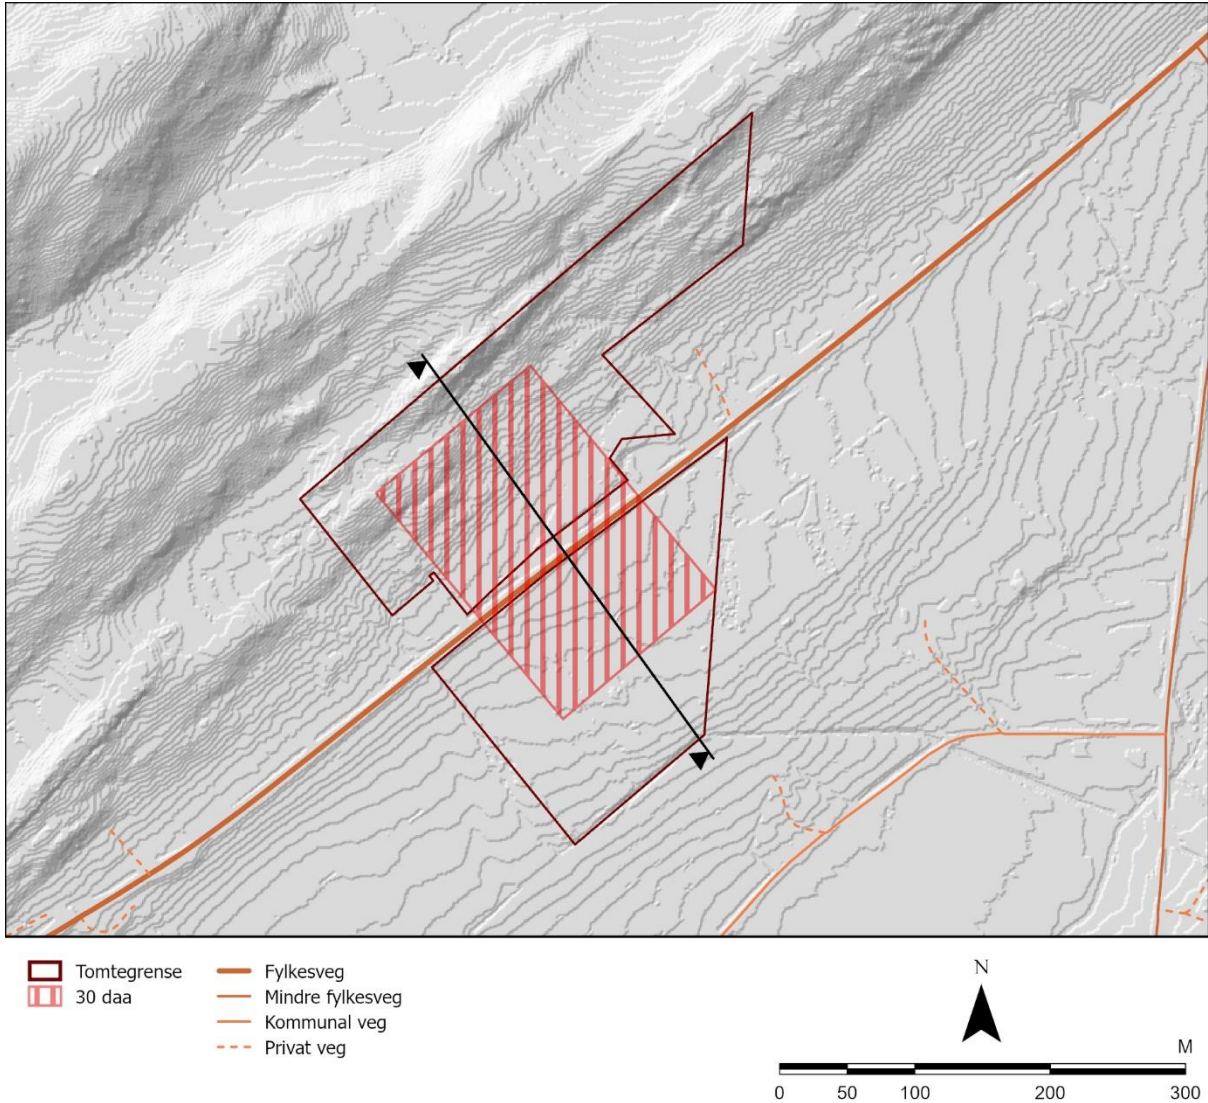 Tomtegrense
30 daa
Fylkesveg
Mindre fylkesveg
Kommunal veg
Privat veg
N
M
0 50 100 200 300